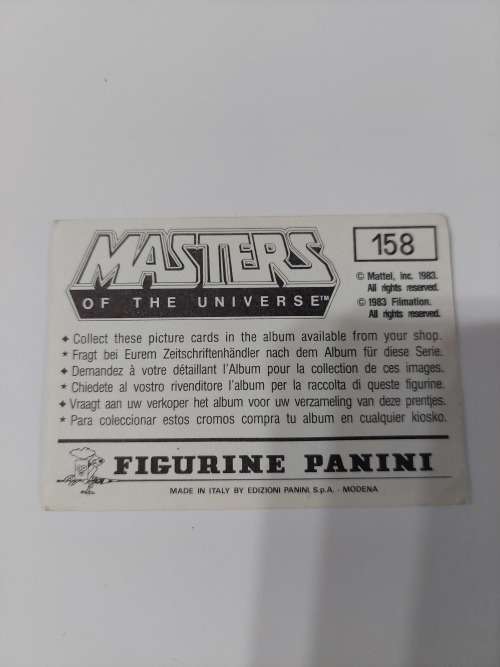 MASTERS
OF THE UNIVERSE™
158
© Mattel, Inc. 1983.
All rights reserved.
© 1983 Filmation.
All rights reserved.
✦ Collect these picture cards in the album available from your shop.
★ Fragt bei Eurem Zeitschriftenhändler nach dem Album für diese Serie.
✦ Demandez à votre détaillant l'Album pour la collection de ces images.
★ Chiedete al vostro rivenditore l'album per la raccolta di queste figurine.
✦ Vraagt aan uw verkoper het album voor uw verzameling van deze prentjes.
★ Para coleccionar estos cromos compra tu album en cualquier kiosko.
FIGURINE PANINI
MADE IN ITALY BY EDIZIONI PANINI S.p.A. - MODENA